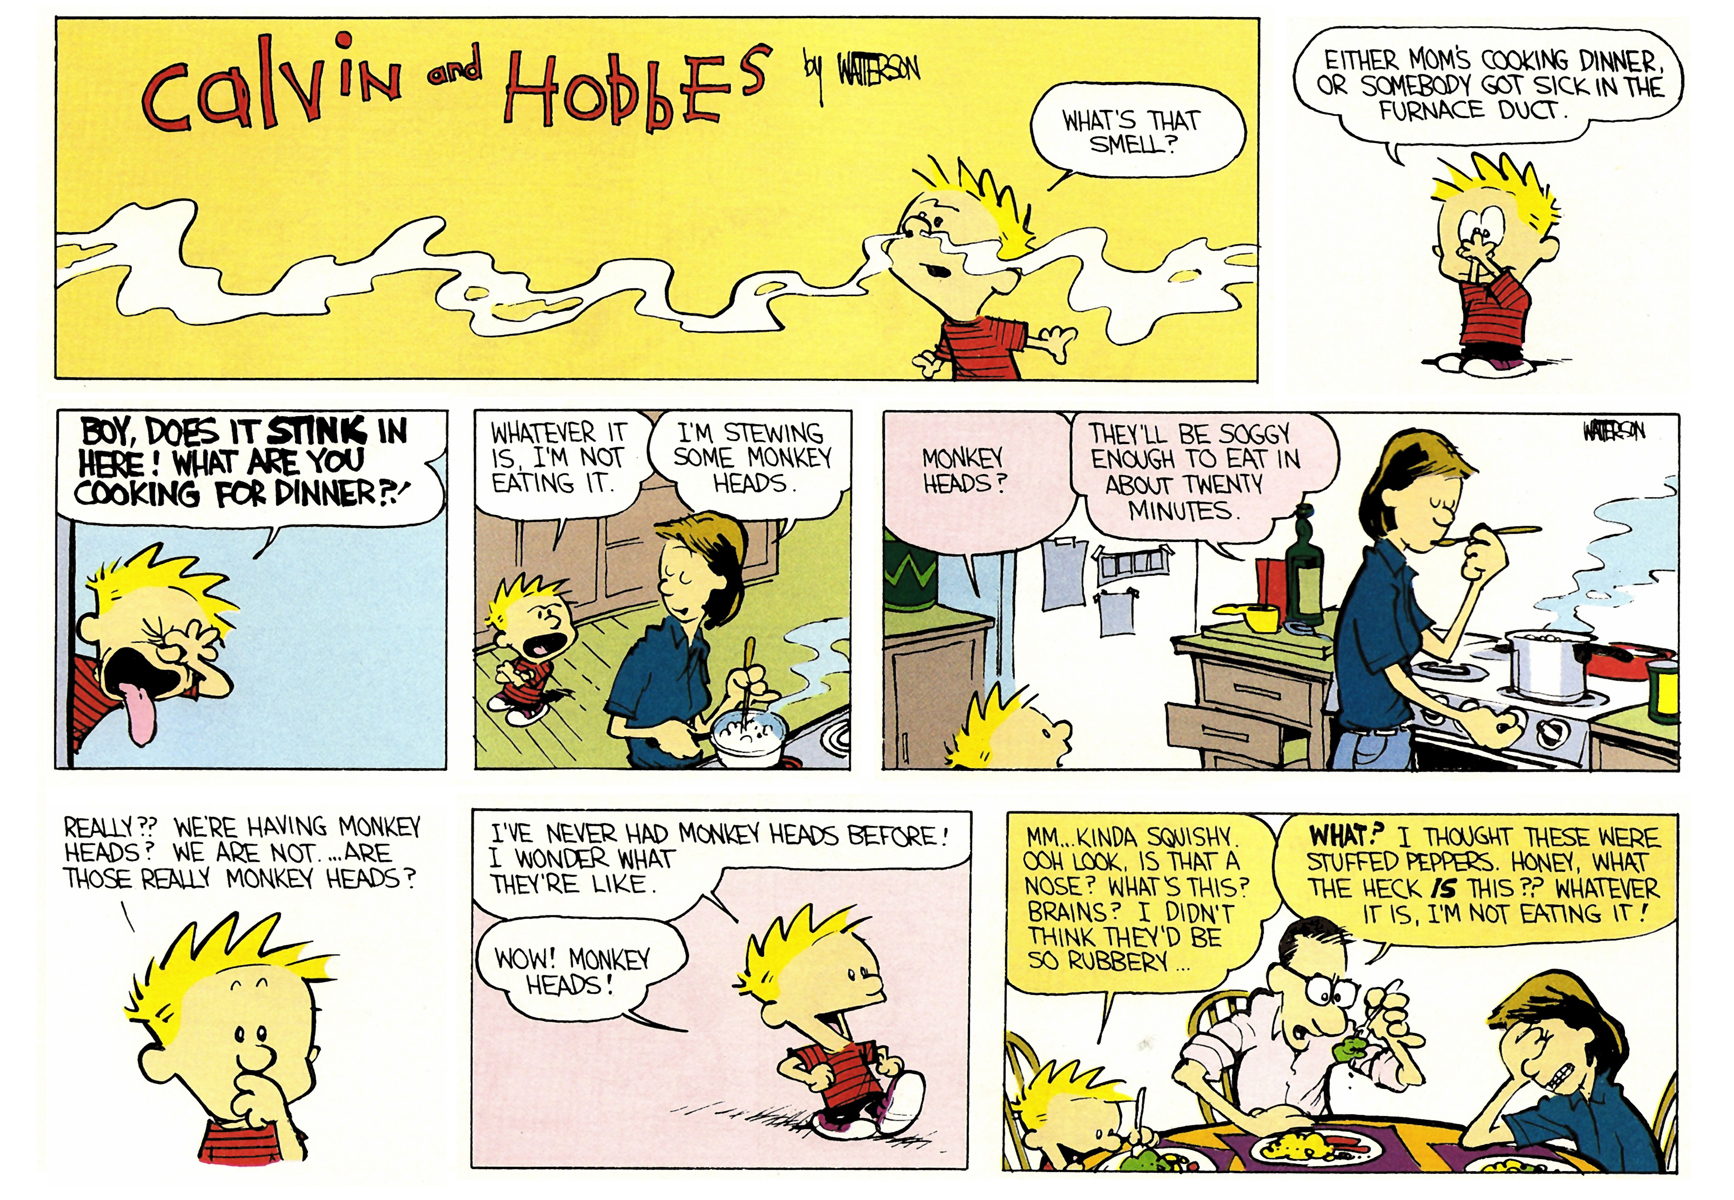 Calvin and Hobbes by Watterson
WHAT'S THAT
SMELL?
EITHER MOM'S COOKING DINNER,
OR SOMEBODY GOT SICK IN THE
FURNACE DUCT.
BOY, DOES IT STINK IN
HERE! WHAT ARE YOU
COOKING FOR DINNER?!
WHATEVER IT
IS, I'M NOT
EATING IT.
I'M STEWING
SOME MONKEY
HEADS.
MONKEY
HEADS?
THEY'LL BE SOGGY
ENOUGH TO EAT IN
ABOUT TWENTY
MINUTES.
WATTERSON
REALLY?? WE'RE HAVING MONKEY
HEADS? WE ARE NOT. ...ARE
THOSE REALLY MONKEY HEADS?
I'VE NEVER HAD MONKEY HEADS BEFORE!
I WONDER WHAT
THEY'RE LIKE.
WOW! MONKEY
HEADS!
MM...KINDA SQUISHY.
OOH LOOK, IS THAT A
NOSE? WHAT'S THIS?
BRAINS? I DIDN'T
THINK THEY'D BE
SO RUBBERY...
WHAT? I THOUGHT THESE WERE
STUFFED PEPPERS. HONEY, WHAT
THE HECK IS THIS?? WHATEVER
IT IS, I'M NOT EATING IT!